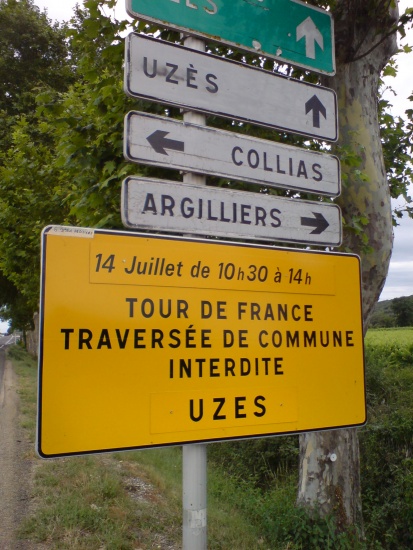 UZÈS
COLLIAS
ARGILLIERS
14 Juillet de 10h30 à 14h
TOUR DE FRANCE
TRAVERSÉE DE COMMUNE
INTERDITE
UZES